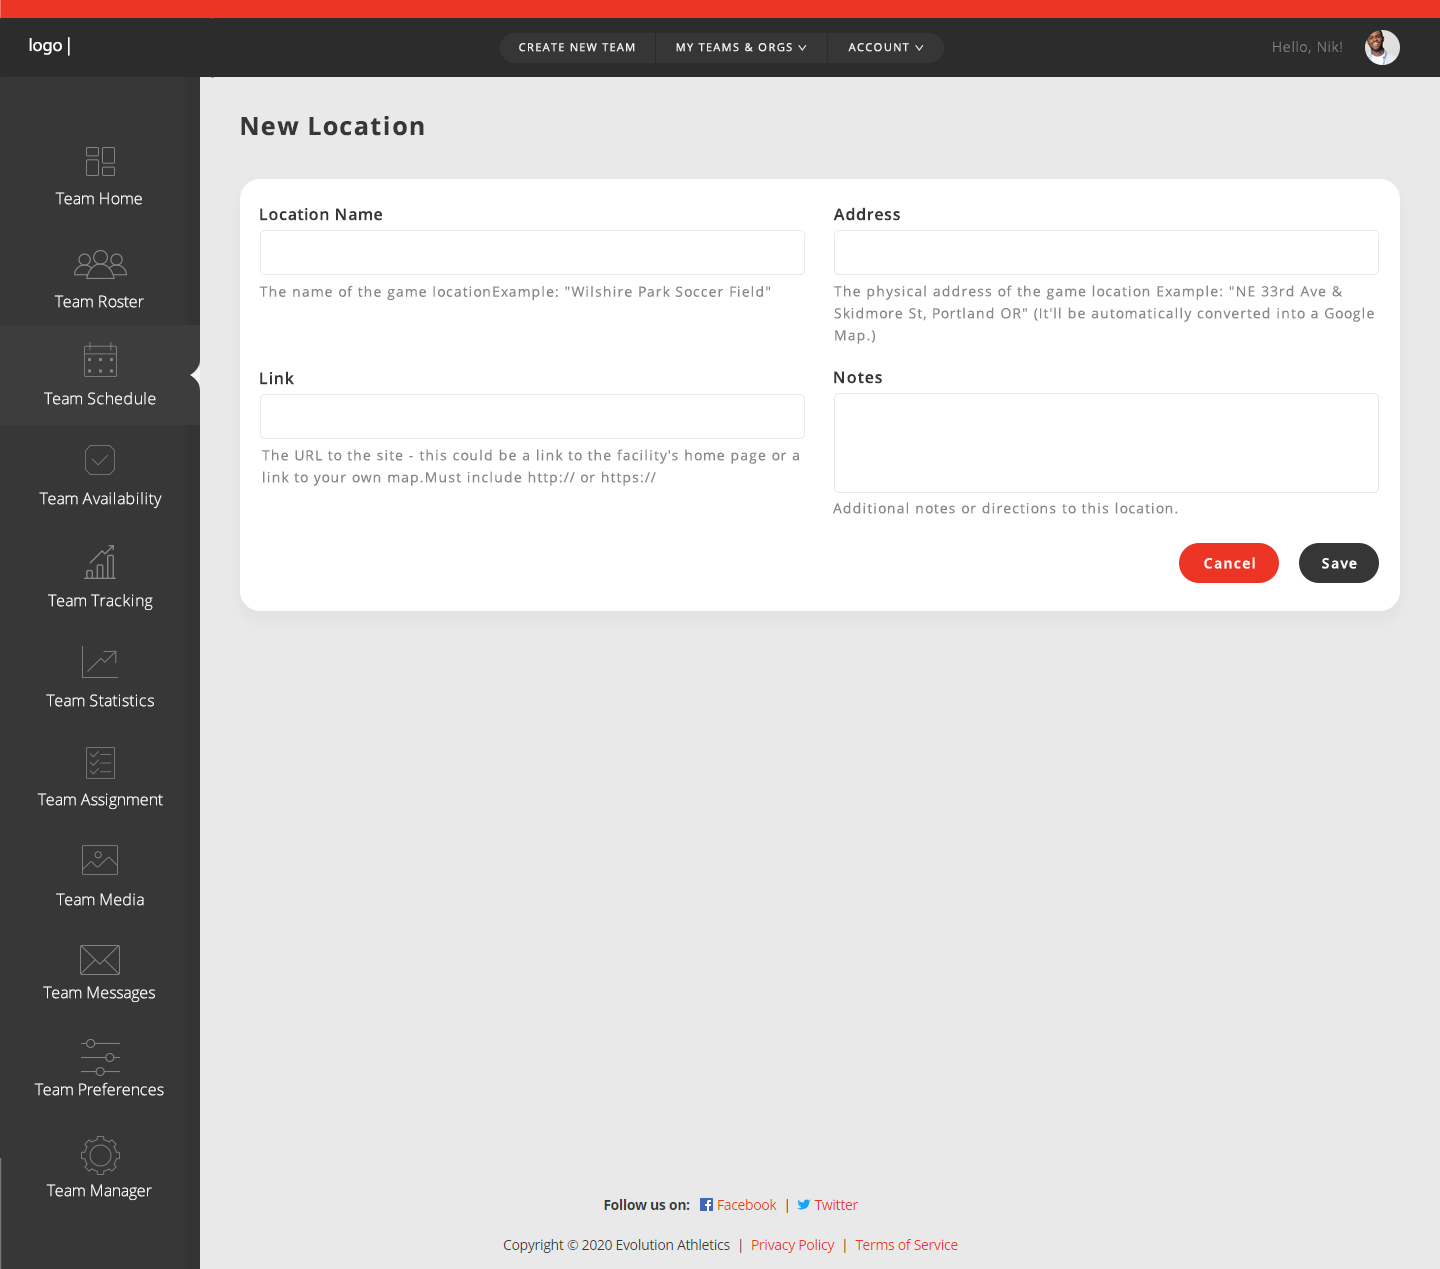 logo |
CREATE NEW TEAM
MY TEAMS & ORGS
ACCOUNT
Hello, Nik!
Team Home
Team Roster
Team Schedule
Team Availability
Team Tracking
Team Statistics
Team Assignment
Team Media
Team Messages
Team Preferences
Team Manager
New Location
Location Name
The name of the game locationExample: "Wilshire Park Soccer Field"
Address
The physical address of the game location Example: "NE 33rd Ave &
Skidmore St, Portland OR" (It'll be automatically converted into a Google
Map.)
Link
The URL to the site - this could be a link to the facility's home page or a
link to your own map.Must include http:// or https://
Notes
Additional notes or directions to this location.
Cancel
Save
Follow us on: Facebook | Twitter
Copyright © 2020 Evolution Athletics | Privacy Policy | Terms of Service